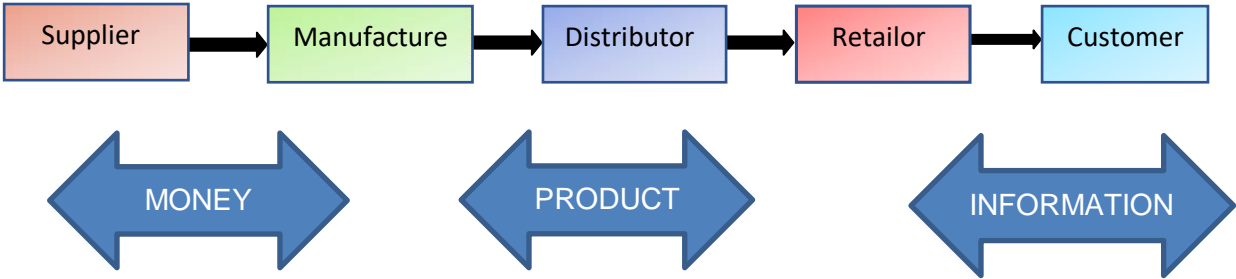 Supplier
Manufacture
Distributor
Retailor
Customer
MONEY
PRODUCT
INFORMATION